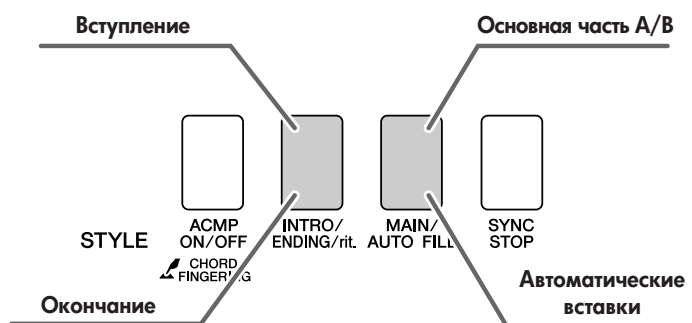 Вступление
Основная часть A/B
STYLE
ACMP
ON/OFF
CHORD
FINGERING
INTRO/
ENDING/rit.
MAIN/
AUTO FILL
SYNC
STOP
Окончание
Автоматические
вставки